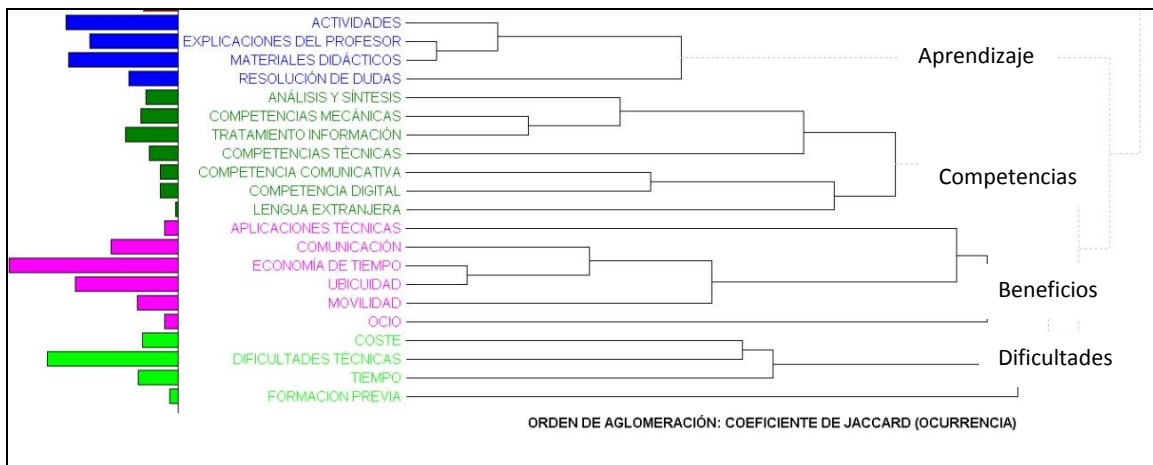 ACTIVIDADES
EXPLICACIONES DEL PROFESOR
MATERIALES DIDÁCTICOS
RESOLUCIÓN DE DUDAS
Aprendizaje
ANÁLISIS Y SÍNTESIS
COMPETENCIAS MECÁNICAS
TRATAMIENTO INFORMACIÓN
COMPETENCIAS TÉCNICAS
COMPETENCIA COMUNICATIVA
COMPETENCIA DIGITAL
LENGUA EXTRANJERA
Competencias
APLICACIONES TÉCNICAS
COMUNICACIÓN
ECONOMÍA DE TIEMPO
UBICUIDAD
MOVILIDAD
OCIO
Beneficios
COSTE
DIFICULTADES TÉCNICAS
TIEMPO
FORMACION PREVIA
Dificultades
ORDEN DE AGLOMERACIÓN: COEFICIENTE DE JACCARD (OCURRENCIA)